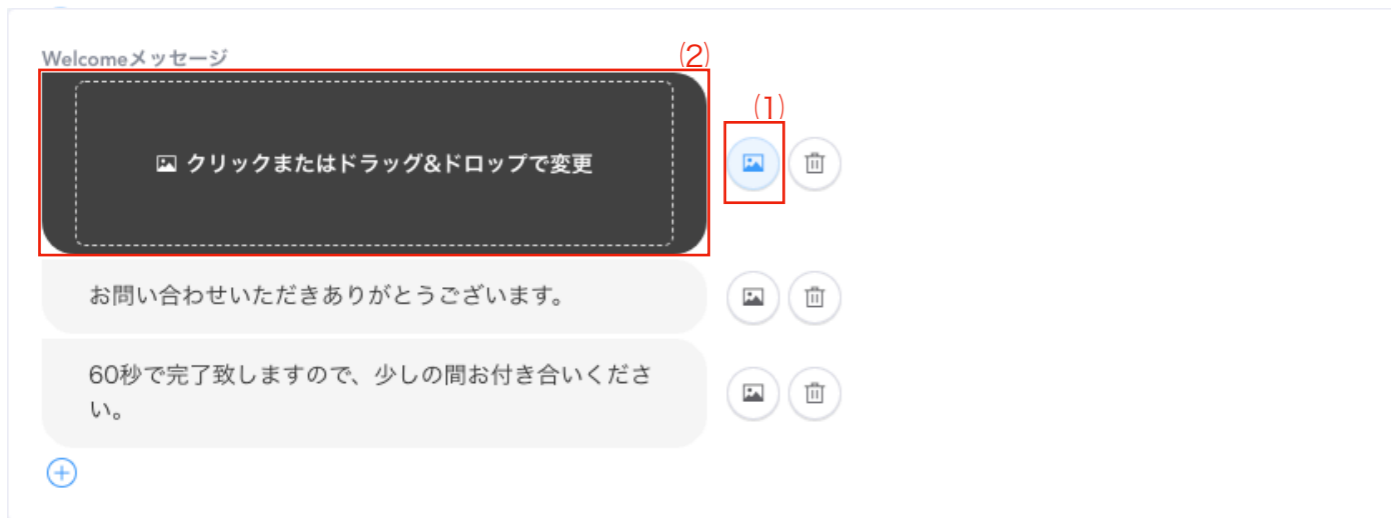 Welcomeメッセージ
(2)
(1)
クリックまたはドラッグ&ドロップで変更
お問い合わせいただきありがとうございます。
60秒で完了致しますので、少しの間お付き合いくださ
い。